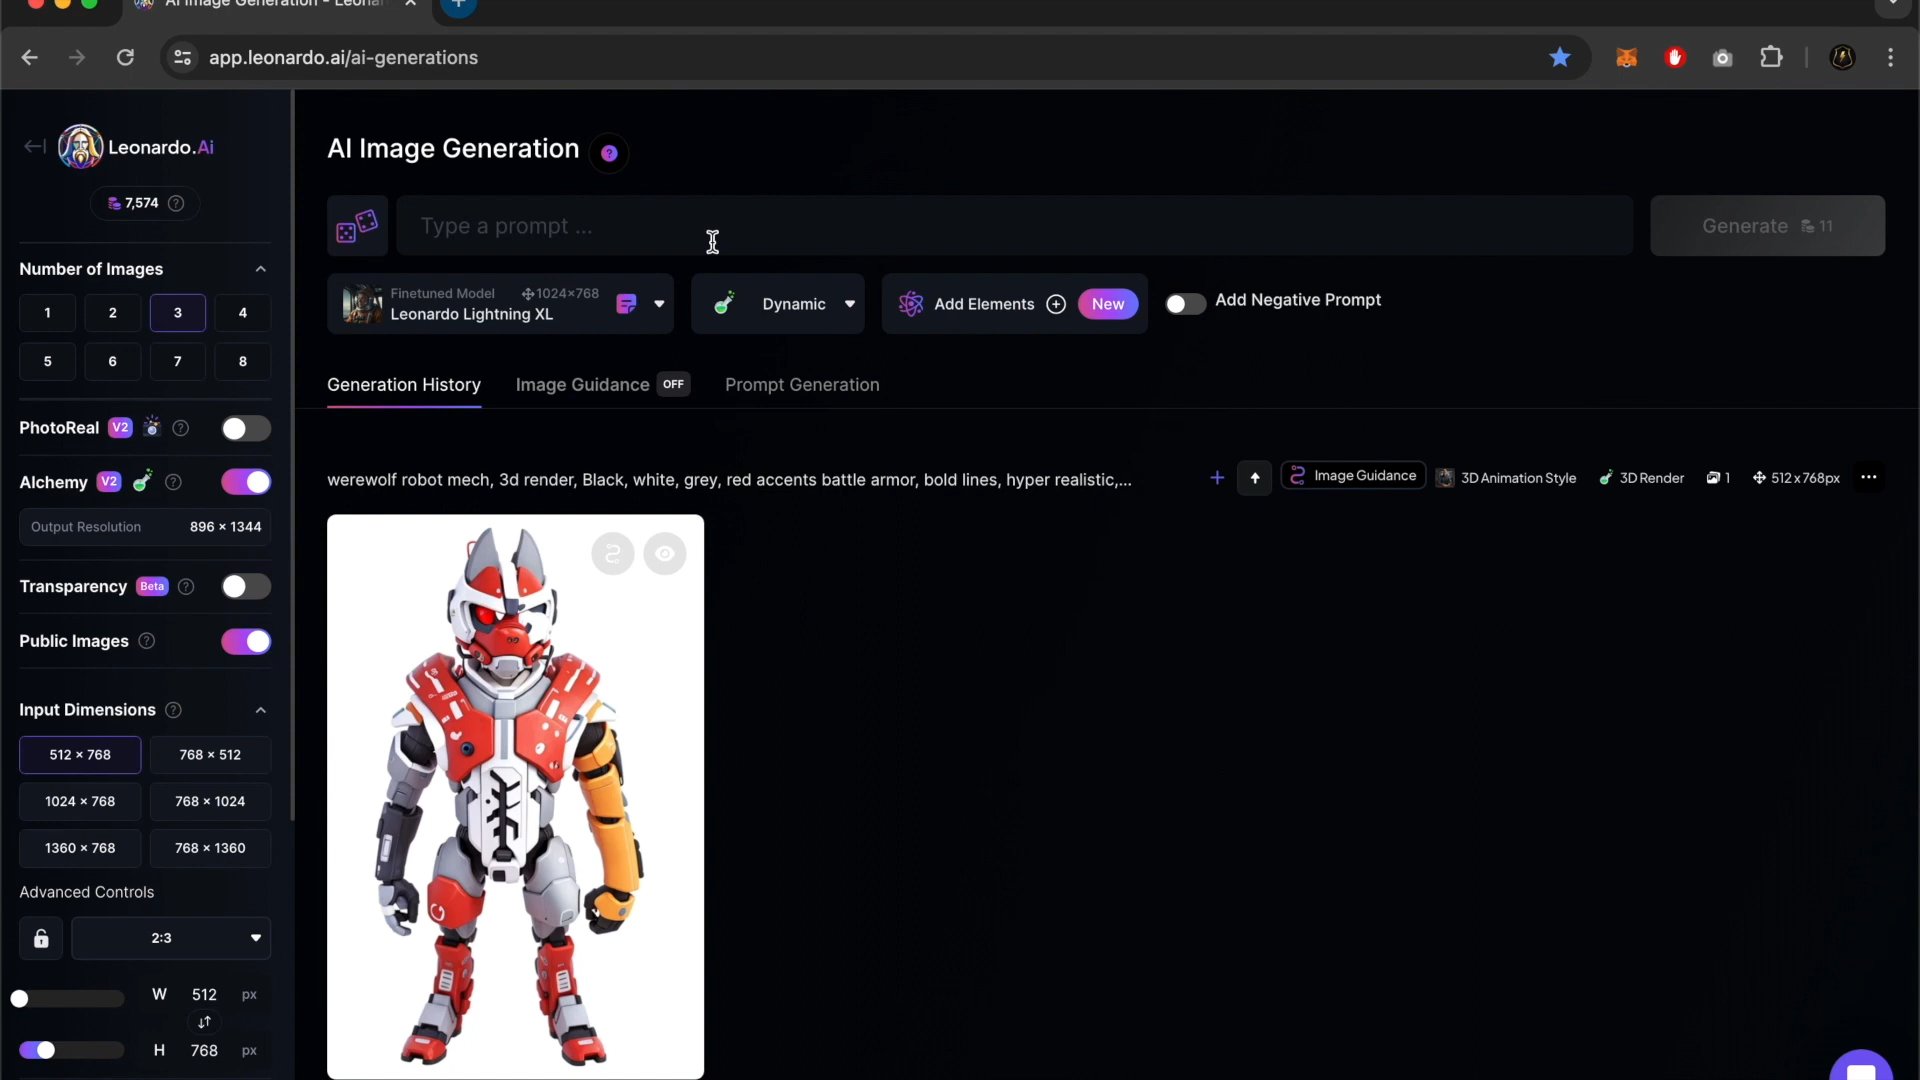 AI Image Generation - Leonar
app.leonardo.ai/ai-generations
Leonardo.Ai
7,574
Number of Images
1 2 3 4
5 6 7 8
PhotoReal V2
Alchemy V2
Output Resolution 896 × 1344
Transparency Beta
Public Images
Input Dimensions
512 × 768 768 × 512
1024 × 768 768 × 1024
1360 × 768 768 × 1360
Advanced Controls
2:3
W 512 px
H 768 px
AI Image Generation
Type a prompt ...
Generate 11
Finetuned Model 1024×768
Leonardo Lightning XL
Dynamic
Add Elements New
Add Negative Prompt
Generation History Image Guidance OFF Prompt Generation
werewolf robot mech, 3d render, Black, white, grey, red accents battle armor, bold lines, hyper realistic,...
Image Guidance 3D Animation Style 3D Render 1 512 x 768px